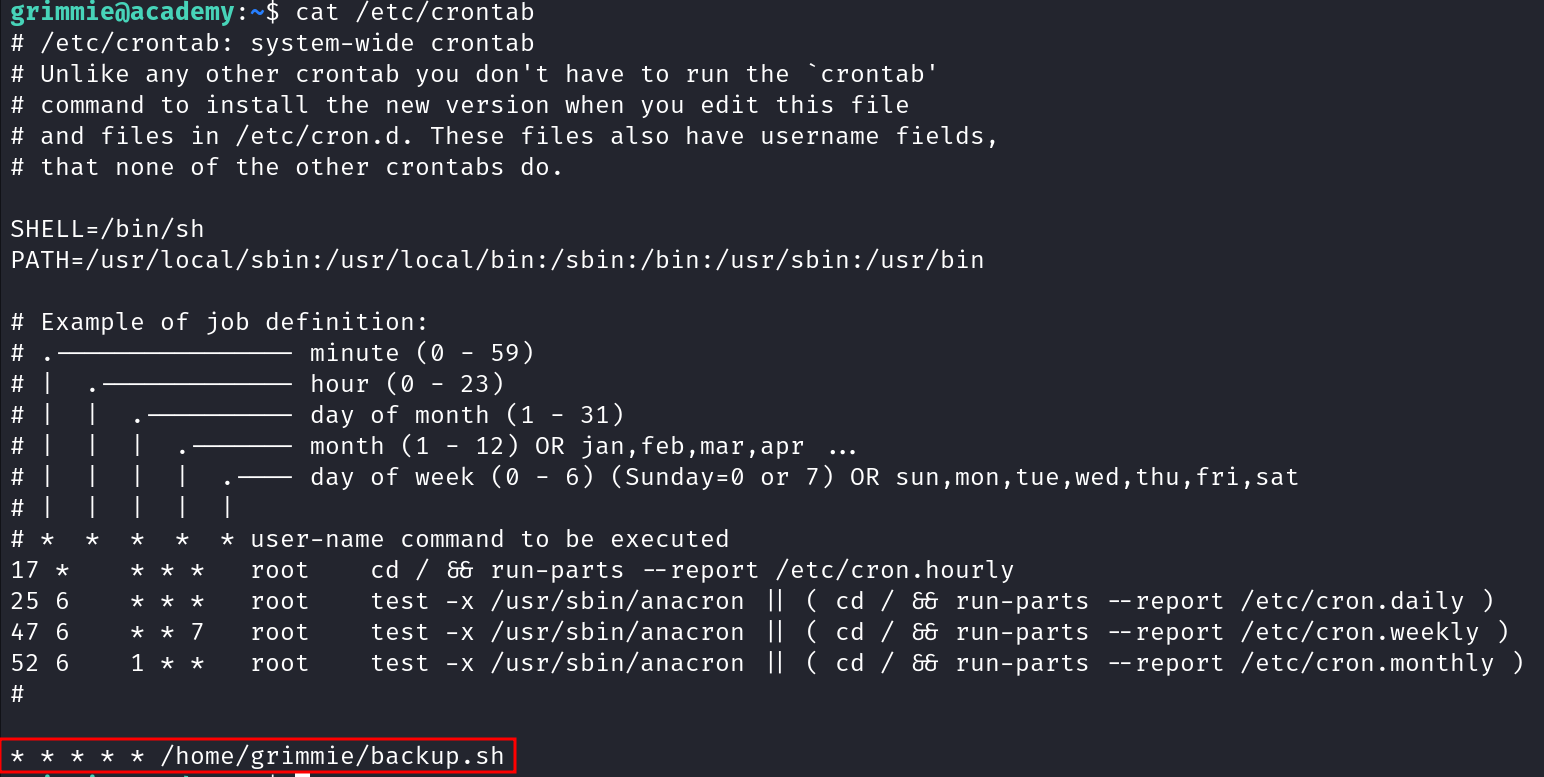 grimmie@academy:~$ cat /etc/crontab
# /etc/crontab: system-wide crontab
# Unlike any other crontab you don't have to run the `crontab'
# command to install the new version when you edit this file
# and files in /etc/cron.d. These files also have username fields,
# that none of the other crontabs do.

SHELL=/bin/sh
PATH=/usr/local/sbin:/usr/local/bin:/sbin:/bin:/usr/sbin:/usr/bin

# Example of job definition:
# .---------------- minute (0 - 59)
# |  .------------- hour (0 - 23)
# |  |  .---------- day of month (1 - 31)
# |  |  |  .------- month (1 - 12) OR jan,feb,mar,apr ...
# |  |  |  |  .---- day of week (0 - 6) (Sunday=0 or 7) OR sun,mon,tue,wed,thu,fri,sat
# |  |  |  |  |
# *  *  *  *  * user-name command to be executed
17 *    * * *   root    cd / && run-parts --report /etc/cron.hourly
25 6    * * *   root    test -x /usr/sbin/anacron || ( cd / && run-parts --report /etc/cron.daily )
47 6    * * 7   root    test -x /usr/sbin/anacron || ( cd / && run-parts --report /etc/cron.weekly )
52 6    1 * *   root    test -x /usr/sbin/anacron || ( cd / && run-parts --report /etc/cron.monthly )
#

* * * * * /home/grimmie/backup.sh